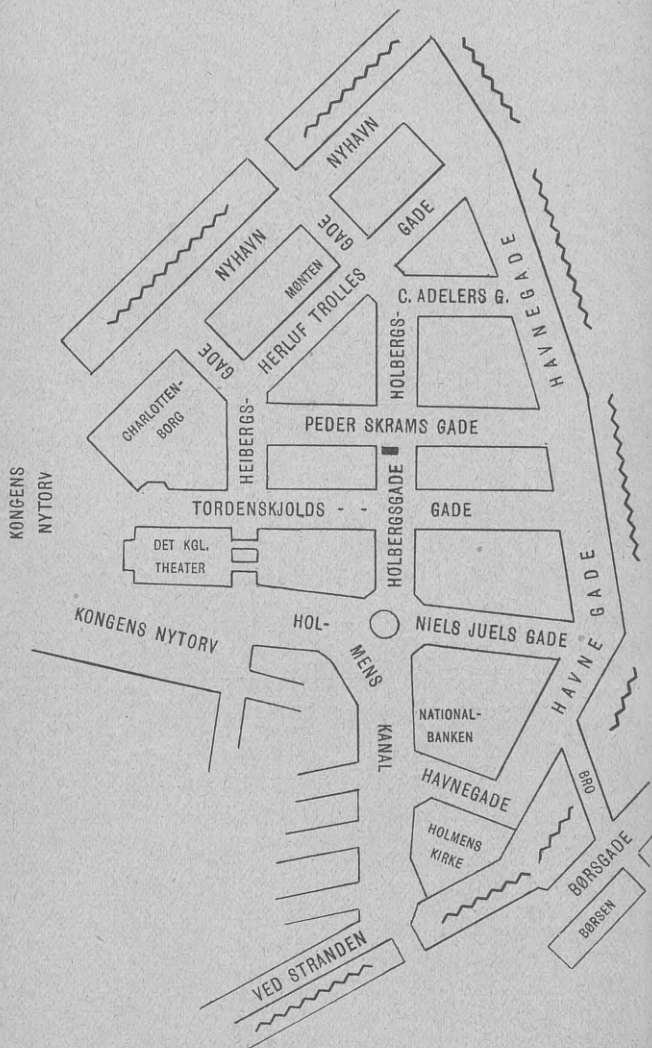 NYHAVN
NYHAVN
GADE
GADE
MØNTEN
HERLUF TROLLES
GADE
C. ADELERS G.
HAVNEGADE
HOLBERGS-
CHARLOTTEN-
BORG
HEIBERGS-
PEDER SKRAMS GADE
KONGENS
NYTORV
TORDENSKJOLDS - - GADE
HOLBERGSGADE
DET KGL.
THEATER
KONGENS NYTORV
HOL-
MENS
KANAL
NIELS JUELS GADE
HAVNE GADE
NATIONAL-
BANKEN
HAVNEGADE
BRO
HOLMENS
KIRKE
BØRSGADE
BØRSEN
VED STRANDEN